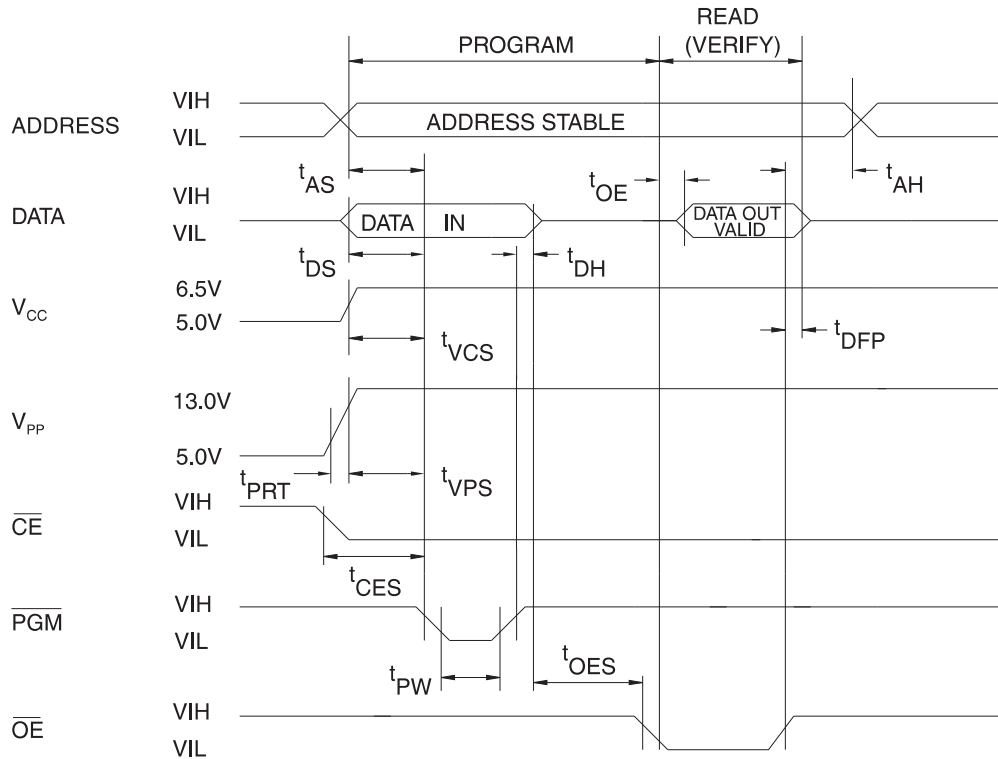 READ
PROGRAM (VERIFY)
VIH
ADDRESS ADDRESS STABLE
VIL
tAS tOE tAH
VIH
DATA DATA IN DATA OUT
VALID
VIL
tDS tDH
6.5V
VCC
5.0V
tVCS tDFP
13.0V
VPP
5.0V
tPRT tVPS
VIH
CE
VIL
tCES
VIH
PGM
VIL
tPW tOES
VIH
OE
VIL